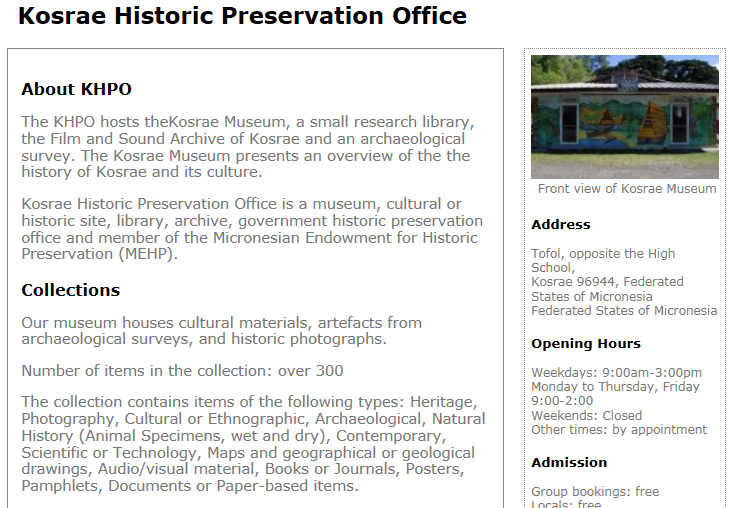 Kosrae Historic Preservation Office
About KHPO
The KHPO hosts theKosrae Museum, a small research library,
the Film and Sound Archive of Kosrae and an archaeological
survey. The Kosrae Museum presents an overview of the the
history of Kosrae and its culture.
Kosrae Historic Preservation Office is a museum, cultural or
historic site, library, archive, government historic preservation
office and member of the Micronesian Endowment for Historic
Preservation (MEHP).
Collections
Our museum houses cultural materials, artefacts from
archaeological surveys, and historic photographs.
Number of items in the collection: over 300
The collection contains items of the following types: Heritage,
Photography, Cultural or Ethnographic, Archaeological, Natural
History (Animal Specimens, wet and dry), Contemporary,
Scientific or Technology, Maps and geographical or geological
drawings, Audio/visual material, Books or Journals, Posters,
Pamphlets, Documents or Paper-based items.
Front view of Kosrae Museum
Address
Tofol, opposite the High
School,
Kosrae 96944, Federated
States of Micronesia
Federated States of Micronesia
Opening Hours
Weekdays: 9:00am-3:00pm
Monday to Thursday, Friday
9:00-2:00
Weekends: Closed
Other times: by appointment
Admission
Group bookings: free
Locals: free